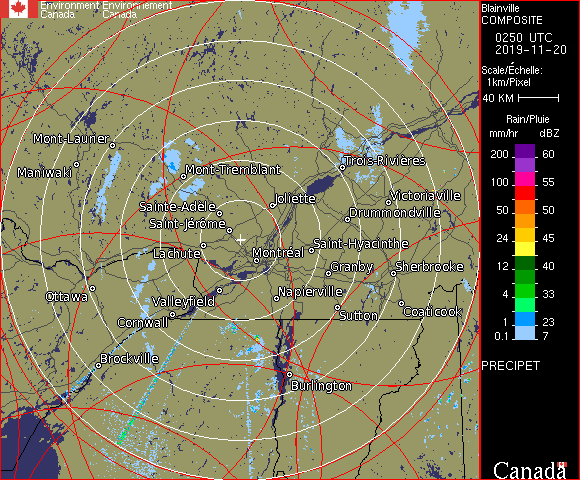 Environment Environnement
Canada Canada
Blainville
COMPOSITE
0250 UTC
2019-11-20
Scale/Échelle:
1km/Pixel
40 KM
Rain/Pluie
mm/hr dBZ
200 60
150 57
100 55
50 50
24 45
12 40
4 33
1 23
0.1 7
PRECIPET
Canada
Mont-Laurier
Maniwaki
Mont-Tremblant
Trois-Rivières
Sainte-Adèle
Joliette
Victoriaville
Drummondville
Saint-Jérome
Lachute
Montréal
Saint-Hyacinthe
Granby
Sherbrooke
Ottawa
Valleyfield
Napierville
Cornwall
Sutton
Coaticook
Brockville
Burlington